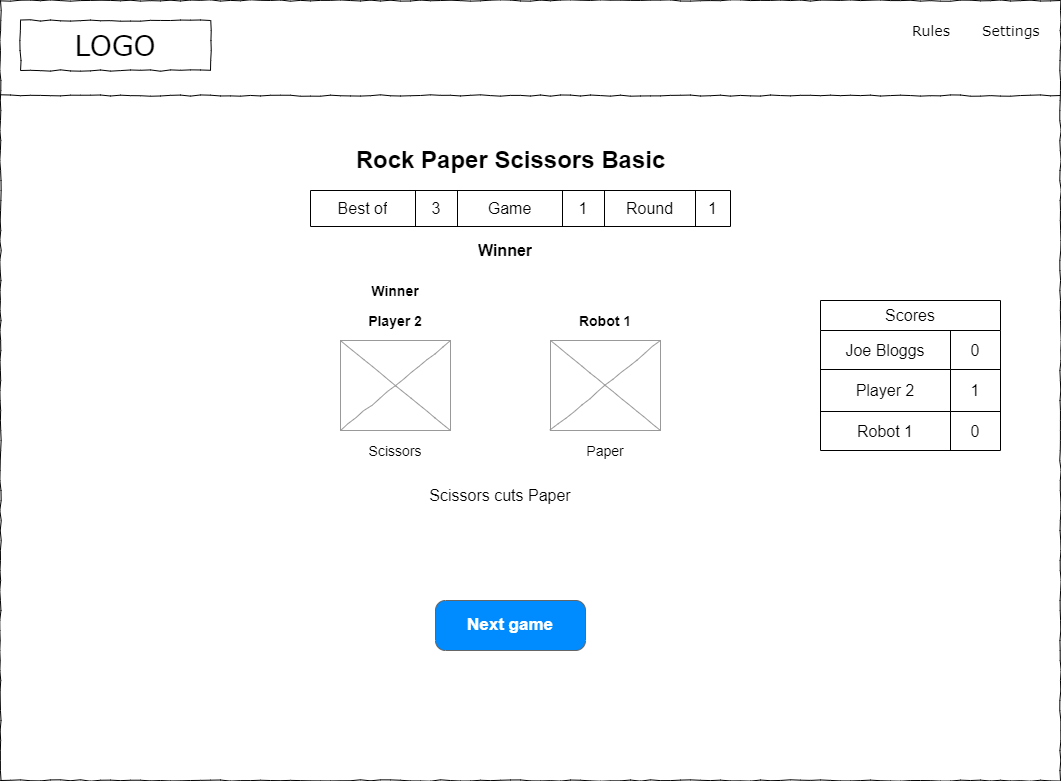 LOGO
Rules Settings
Rock Paper Scissors Basic
Best of 3 Game 1 Round 1
Winner
Winner
Player 2 Robot 1
Scissors Paper
Scissors cuts Paper
Scores
Joe Bloggs 0
Player 2 1
Robot 1 0
Next game